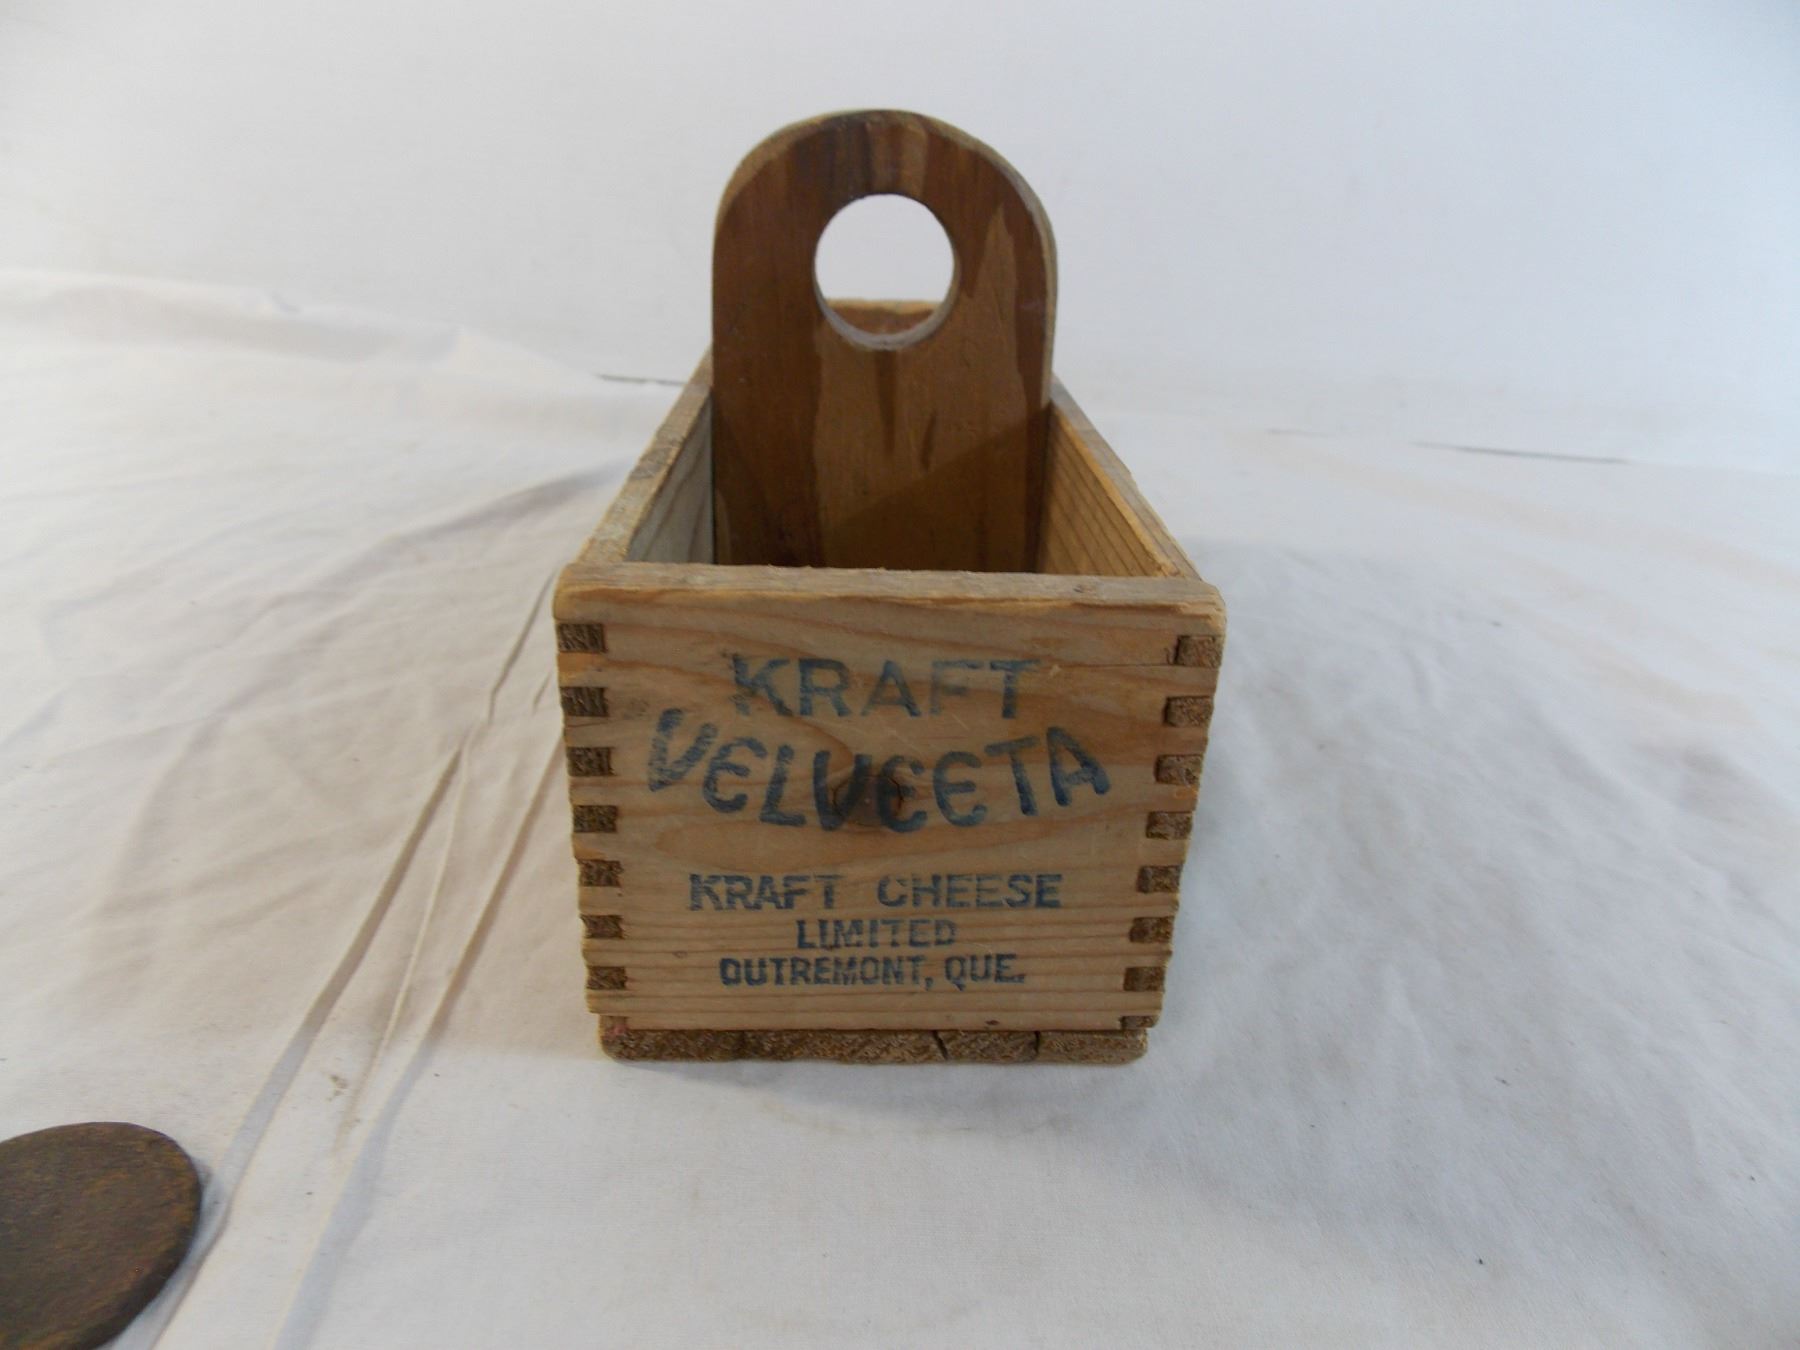 KRAFT
VELVEETA
KRAFT CHEESE
LIMITED
OUTREMONT, QUE.